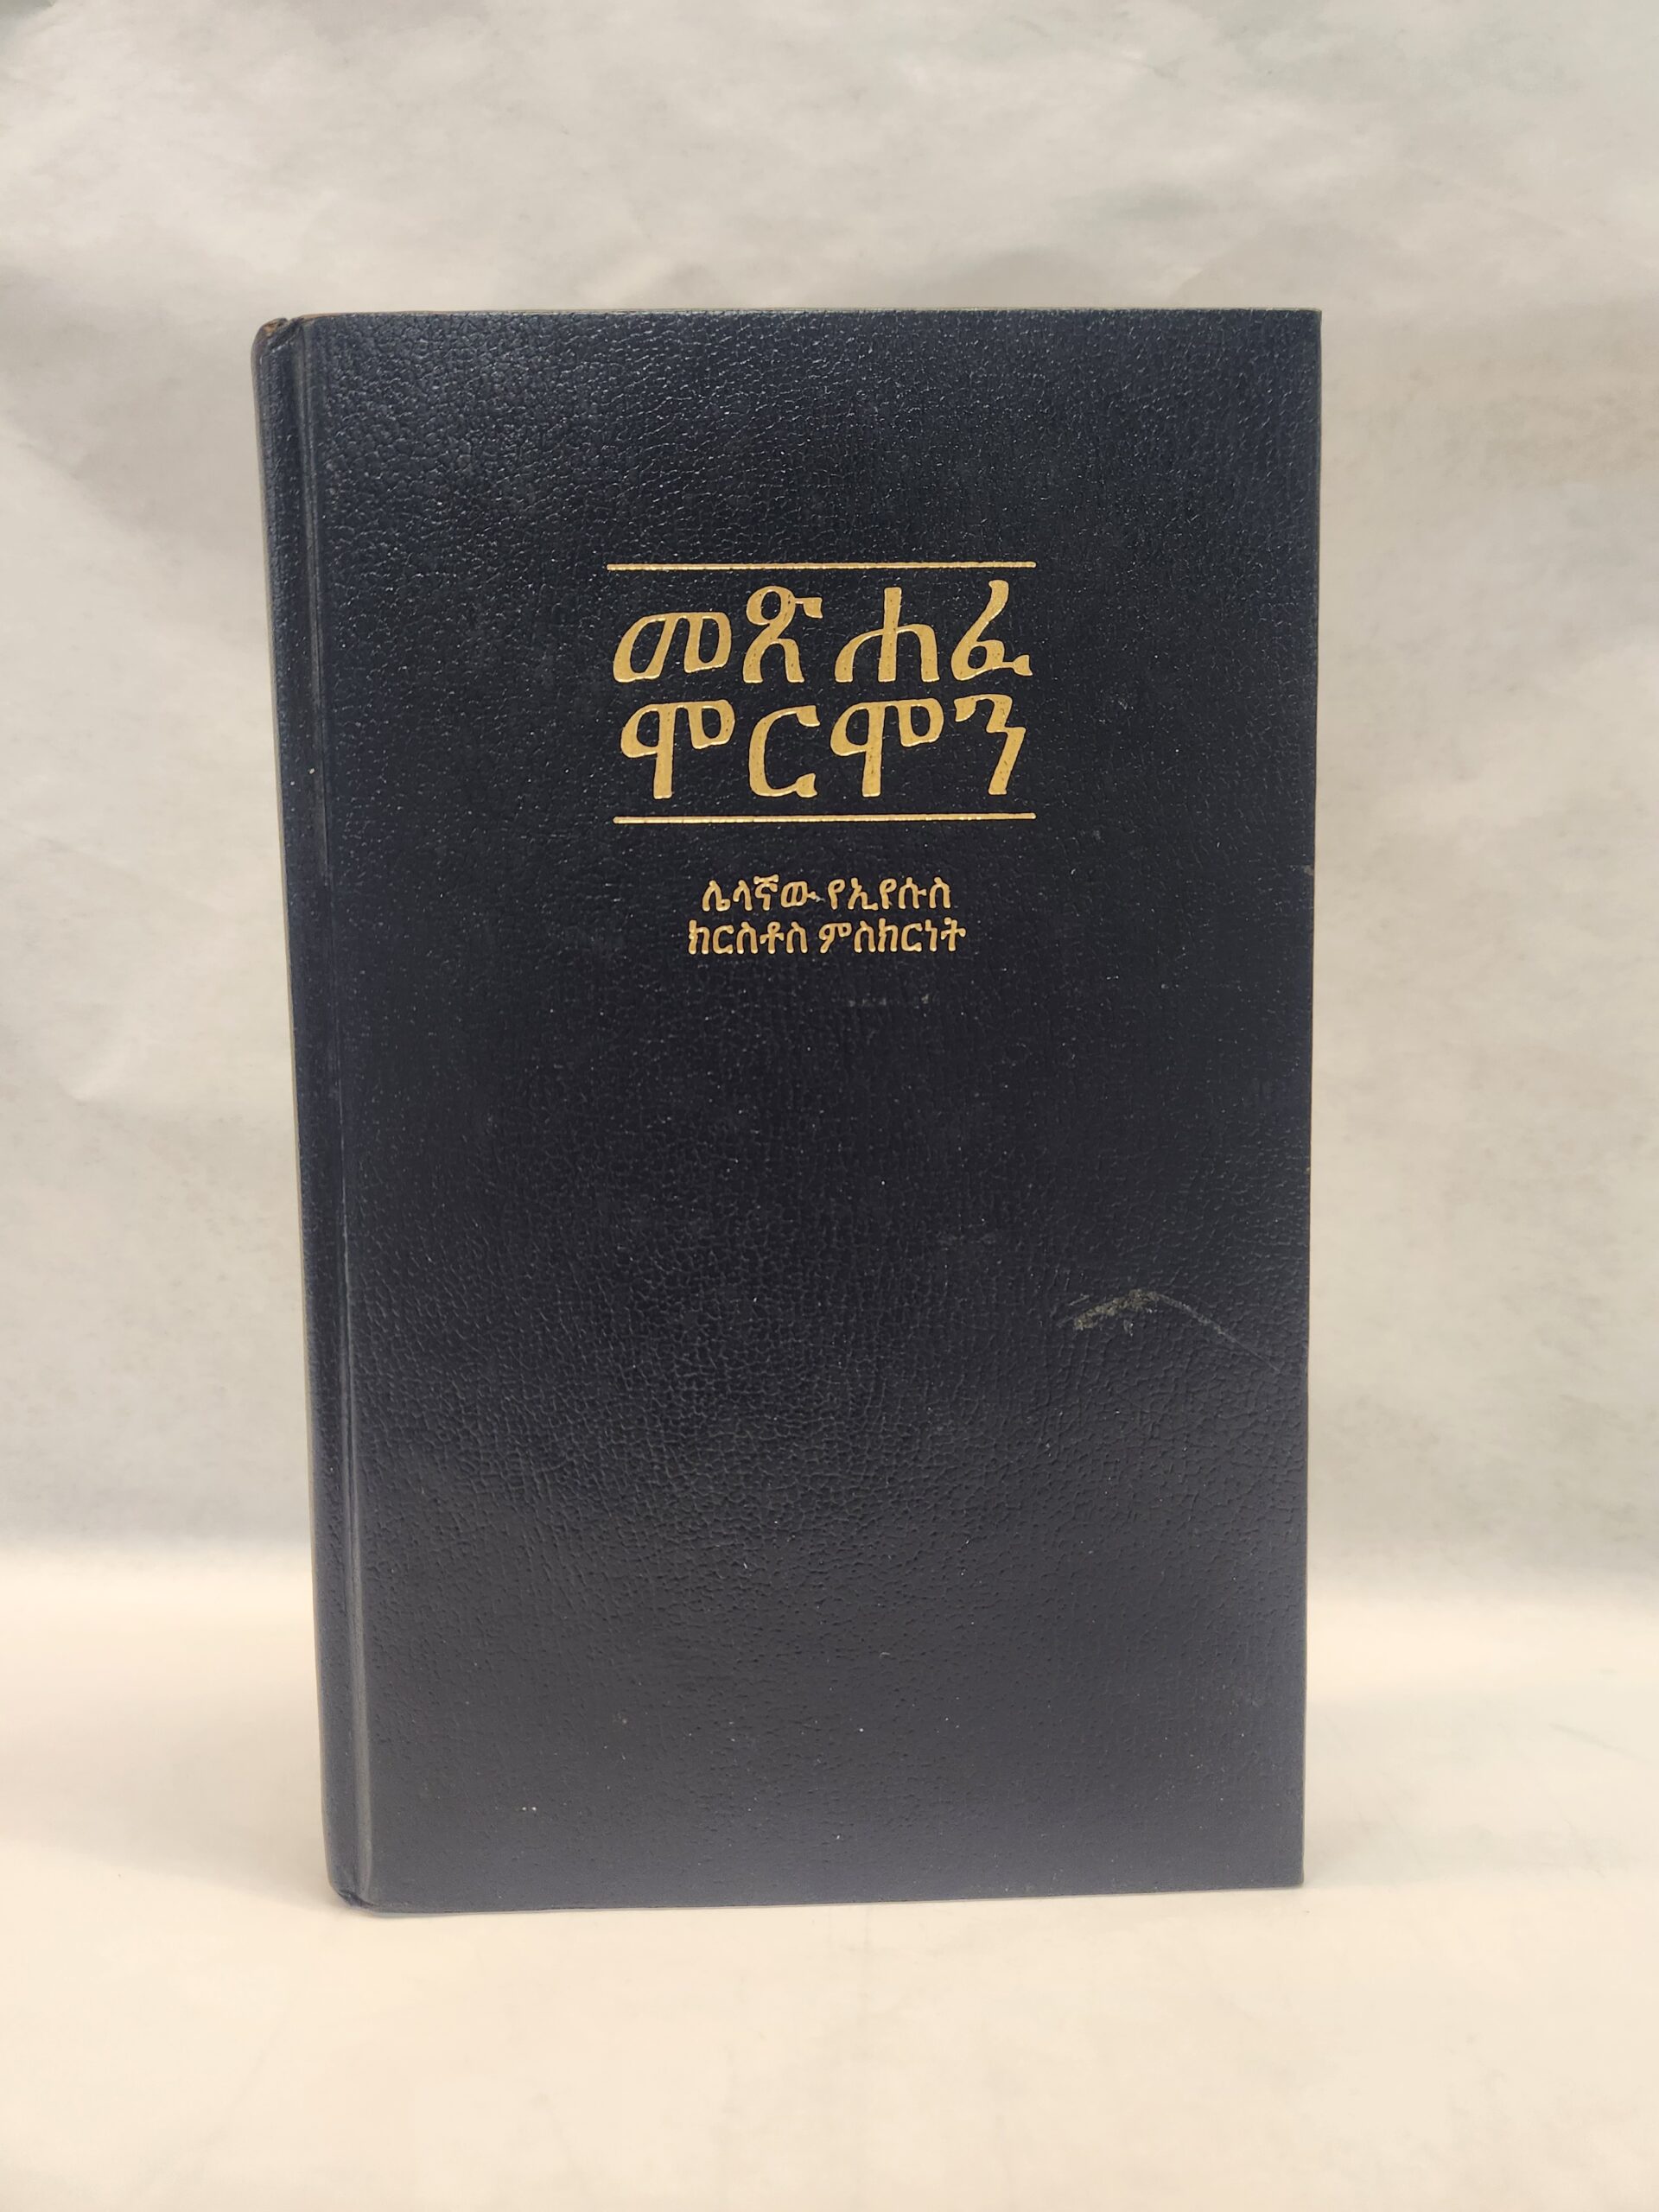 መጽሐፈ
ሞርሞን
ሌላኛው የኢየሱስ
ክርስቶስ ምስክርነት